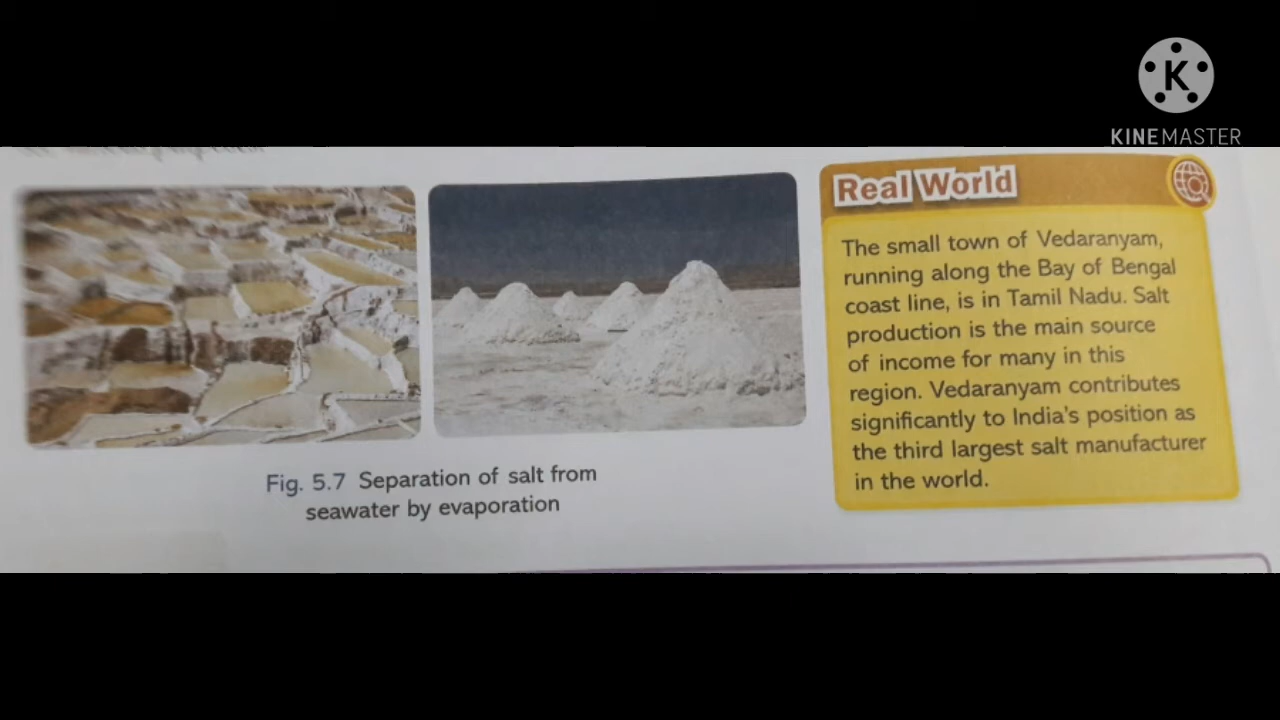 KINEMASTER
Real World
The small town of Vedaranyam,
running along the Bay of Bengal
coast line, is in Tamil Nadu. Salt
production is the main source
of income for many in this
region. Vedaranyam contributes
significantly to India's position as
the third largest salt manufacturer
in the world.
Fig. 5.7 Separation of salt from
seawater by evaporation